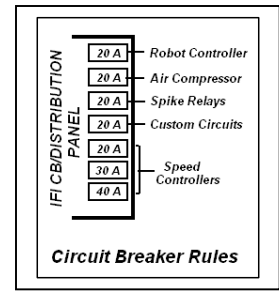 IFI CB/DISTRIBUTION
PANEL
20 A Robot Controller
20 A Air Compressor
20 A Spike Relays
20 A Custom Circuits
20 A
30 A Speed
40 A Controllers
Circuit Breaker Rules